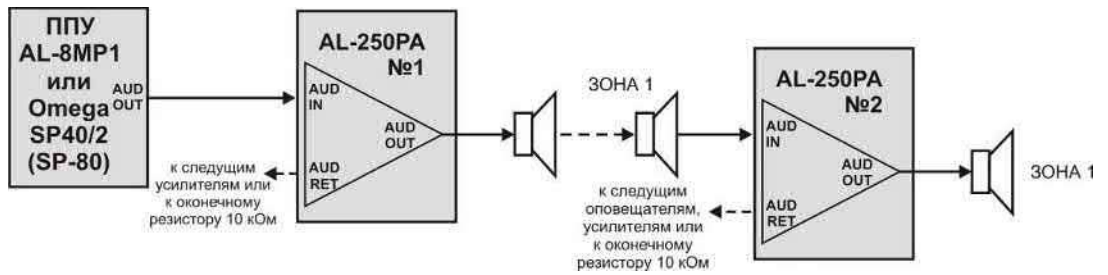 ППУ
AL-8MP1
или
Omega
SP40/2
(SP-80)
AUD
OUT
AL-250PA
№1
AUD
IN
AUD
OUT
AUD
RET
к следущим
усилителям или
к оконечному
резистору 10 кОм
ЗОНА 1
AL-250PA
№2
AUD
IN
AUD
OUT
AUD
RET
к следущим
оповещателям,
усилителям или
к оконечному
резистору 10 кОм
ЗОНА 1